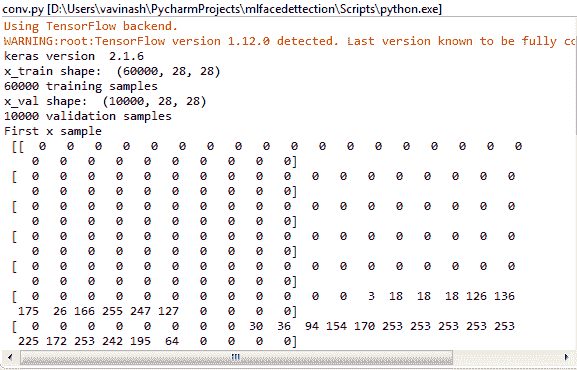 conv.py [D:\Users\vavinash\PycharmProjects\mlfacedettection\Scripts\python.exe]
Using TensorFlow backend.
WARNING:root:TensorFlow version 1.12.0 detected. Last version known to be fully co
keras version  2.1.6
x_train shape:  (60000, 28, 28)
60000 training samples
x_val shape:  (10000, 28, 28)
10000 validation samples
First x sample
[[  0   0   0   0   0   0   0   0   0   0   0   0   0   0   0   0   0   0
0   0   0   0   0   0   0   0   0   0]
[  0   0   0   0   0   0   0   0   0   0   0   0   0   0   0   0   0   0
0   0   0   0   0   0   0   0   0   0]
[  0   0   0   0   0   0   0   0   0   0   0   0   0   0   0   0   0   0
0   0   0   0   0   0   0   0   0   0]
[  0   0   0   0   0   0   0   0   0   0   0   0   0   0   0   0   0   0
0   0   0   0   0   0   0   0   0   0]
[  0   0   0   0   0   0   0   0   0   0   0   0   0   0   0   0   0   0
0   0   0   0   0   0   0   0   0   0]
[  0   0   0   0   0   0   0   0   0   0   0   0   3  18  18  18 126 136
175  26 166 255 247 127   0   0   0   0]
[  0   0   0   0   0   0   0   0  30  36  94 154 170 253 253 253 253 253
225 172 253 242 195  64   0   0   0   0]